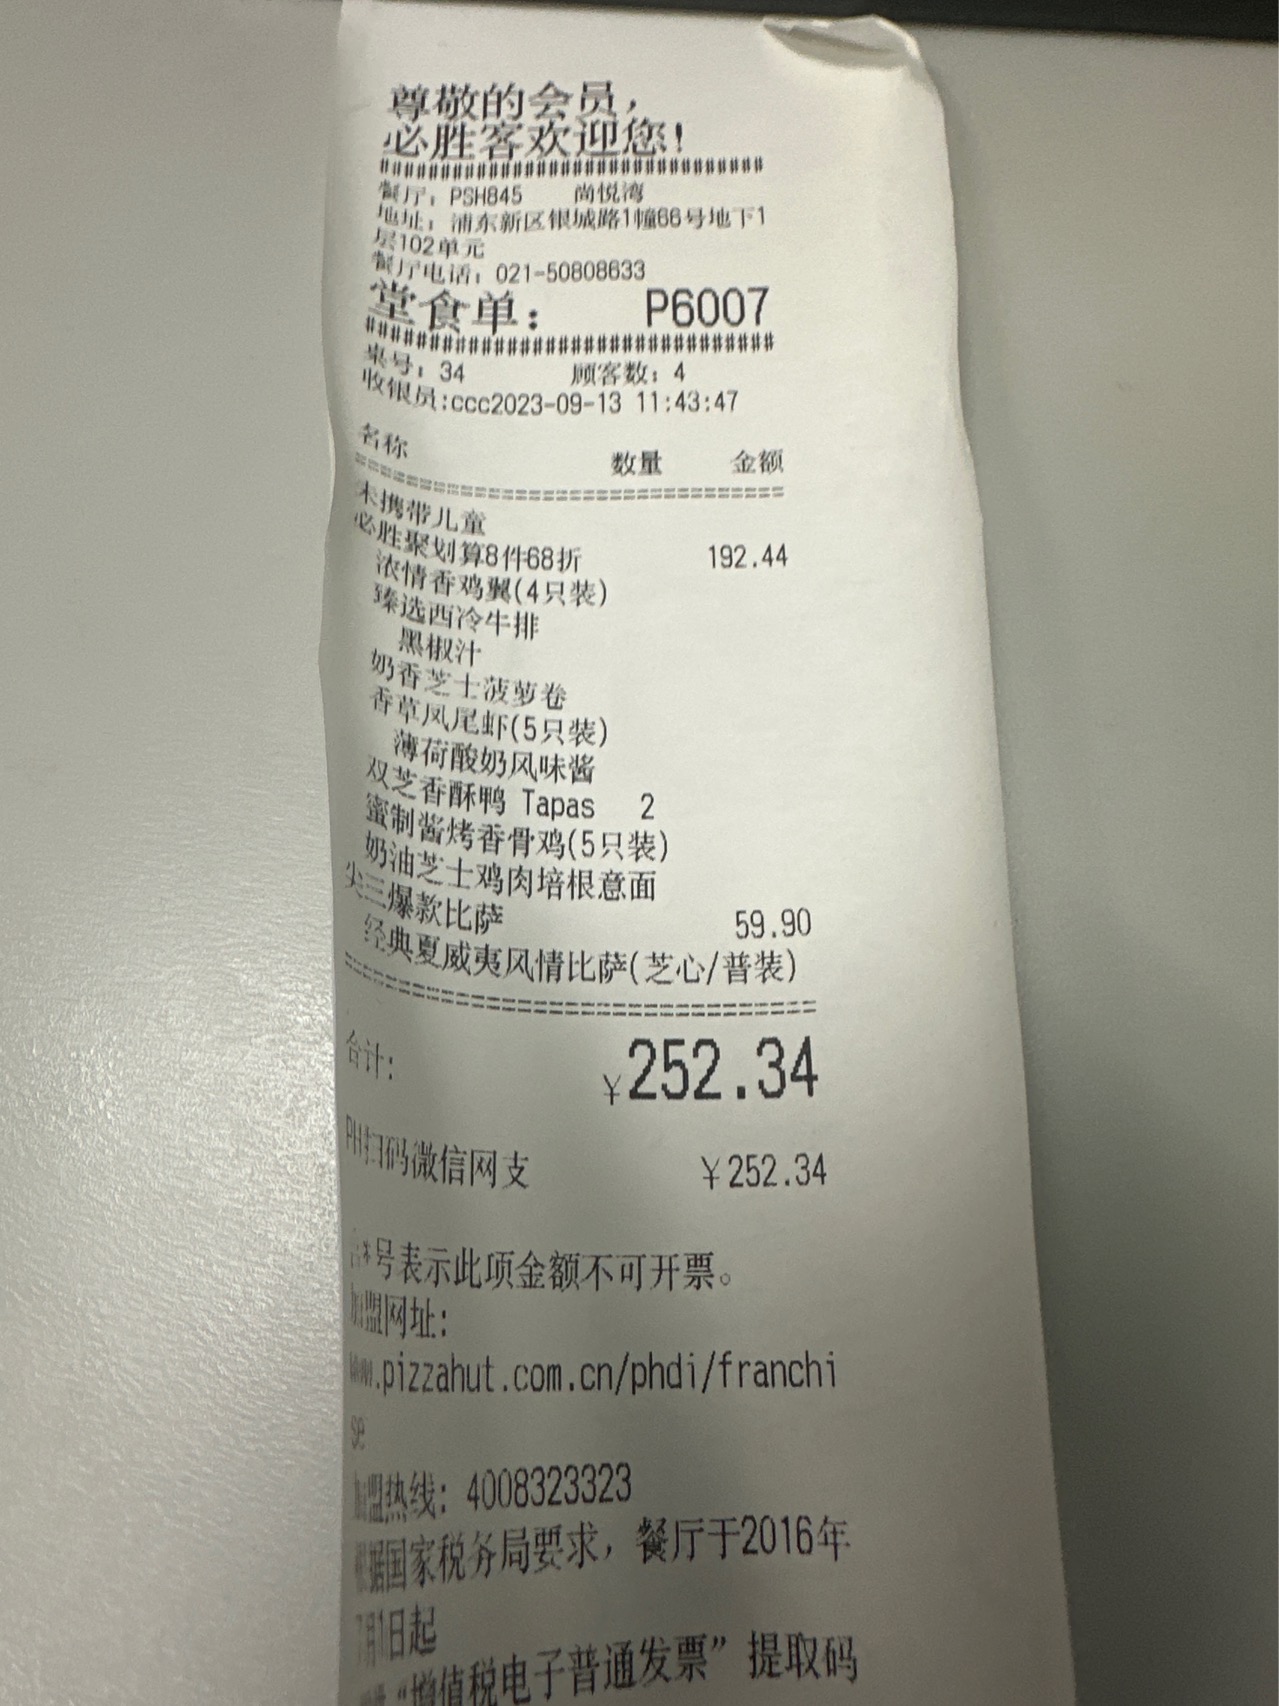 尊敬的会员，
必胜客欢迎您!
################################
餐厅：PSH845 尚悦湾
地址：浦东新区银城路1幢66号地下1
层102单元
餐厅电话：021-50808633
堂食单： P6007
################################
桌号：34 顾客数：4
收银员:ccc2023-09-13 11:43:47
名称 数量 金额
================================
未携带儿童
必胜聚划算8件68折 192.44
浓情香鸡翼(4只装)
臻选西冷牛排
黑椒汁
奶香芝士菠萝卷
香草凤尾虾(5只装)
薄荷酸奶风味酱
双芝香酥鸭 Tapas 2
蜜制酱烤香骨鸡(5只装)
奶油芝士鸡肉培根意面
尖三爆款比萨 59.90
经典夏威夷风情比萨(芝心/普装)
================================
合计: ¥252.34
PH扫码微信网支 ¥252.34
号表示此项金额不可开票。
加盟网址:
www.pizzahut.com.cn/phdi/franchi
se
加盟热线: 4008323323
根据国家税务局要求，餐厅于2016年
7月1日起
“增值税电子普通发票”提取码